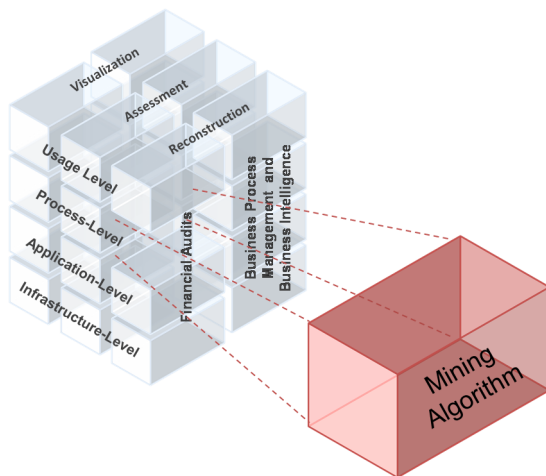 Visualization
Assessment
Reconstruction
Usage Level
Process-Level
Application-Level
Infrastructure-Level
Financial Audits
Business Process
Management and
Business Intelligence
Mining
Algorithm